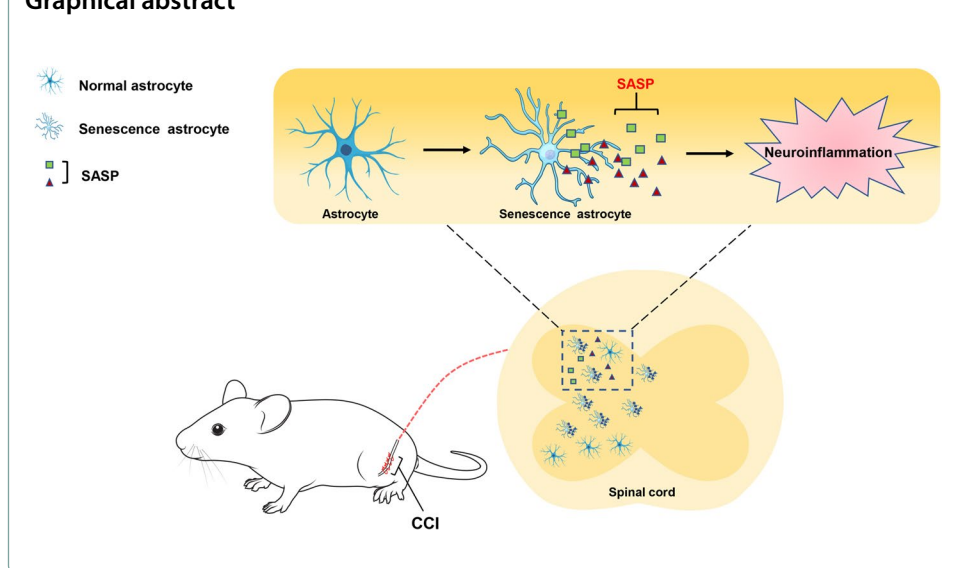 Graphical abstract
Normal astrocyte
Senescence astrocyte
SASP
SASP
Neuroinflammation
Astrocyte
Senescence astrocyte
Spinal cord
CCI